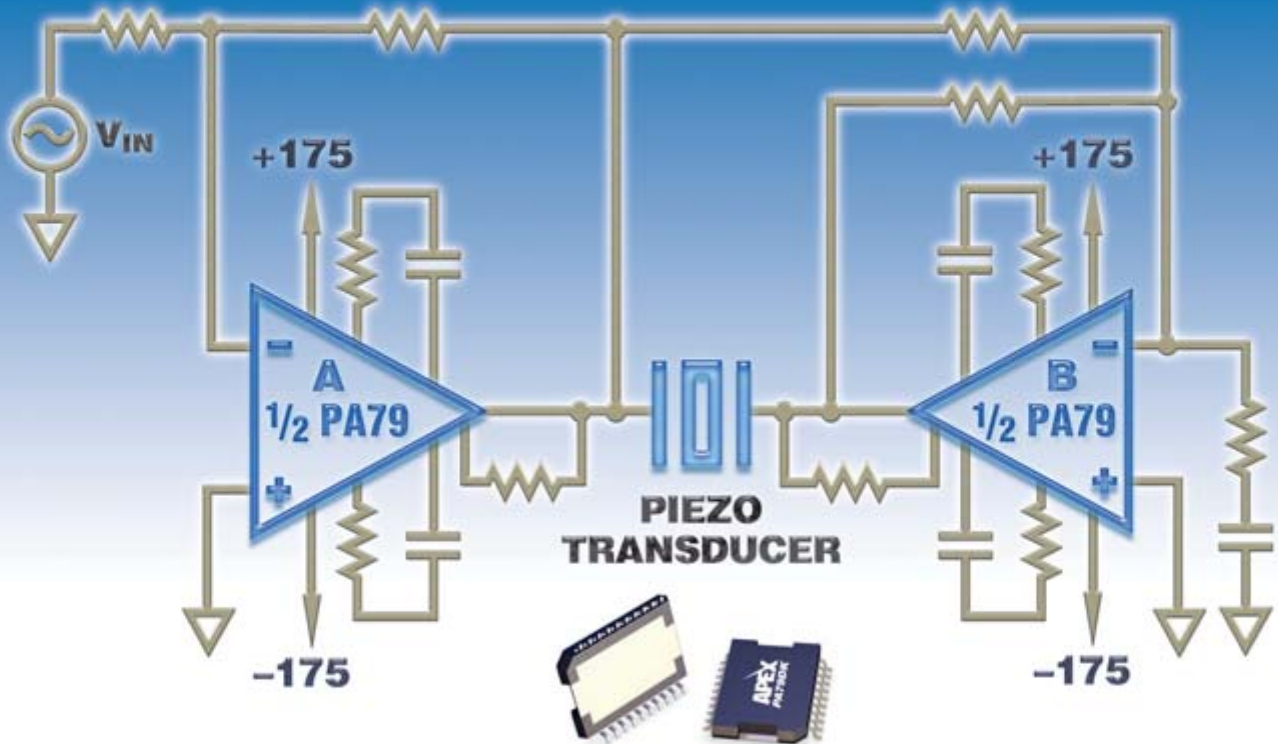 VIN
+175
+175
-
A
1/2 PA79
+
-
B
1/2 PA79
+
PIEZO
TRANSDUCER
–175
–175
APEX